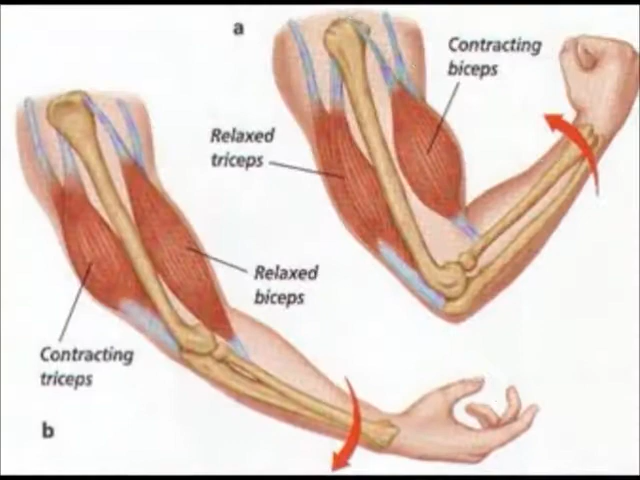 a
Contracting
biceps
Relaxed
triceps
Relaxed
biceps
Contracting
triceps
b